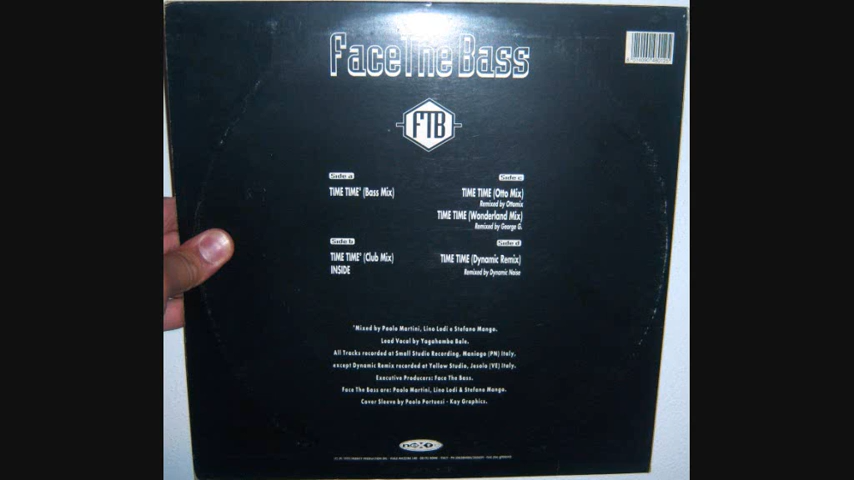 FaceThe Bass
FTB
Side a
TIME TIME* (Bass Mix)
Side b
TIME TIME* (Club Mix)
INSIDE
Side c
TIME TIME (Otto Mix)
Remixed by Ottomix
TIME TIME (Wonderland Mix)
Remixed by George G.
Side d
TIME TIME (Dynamic Remix)
Remixed by Dynamic Noise
*Mixed by Paolo Martini, Lino Lodi e Stefano Mango.
Lead Vocal by Yagahemba Bale.
All Tracks recorded at Small Studio Recording, Maniago (PN) Italy,
except Dynamic Remix recorded at Yellow Studio, Jesolo (VE) Italy.
Executive Producers: Face The Bass.
Face The Bass are: Paolo Martini, Lino Lodi & Stefano Mango.
Cover Sleeve by Paolo Portuesi - Key Graphics.